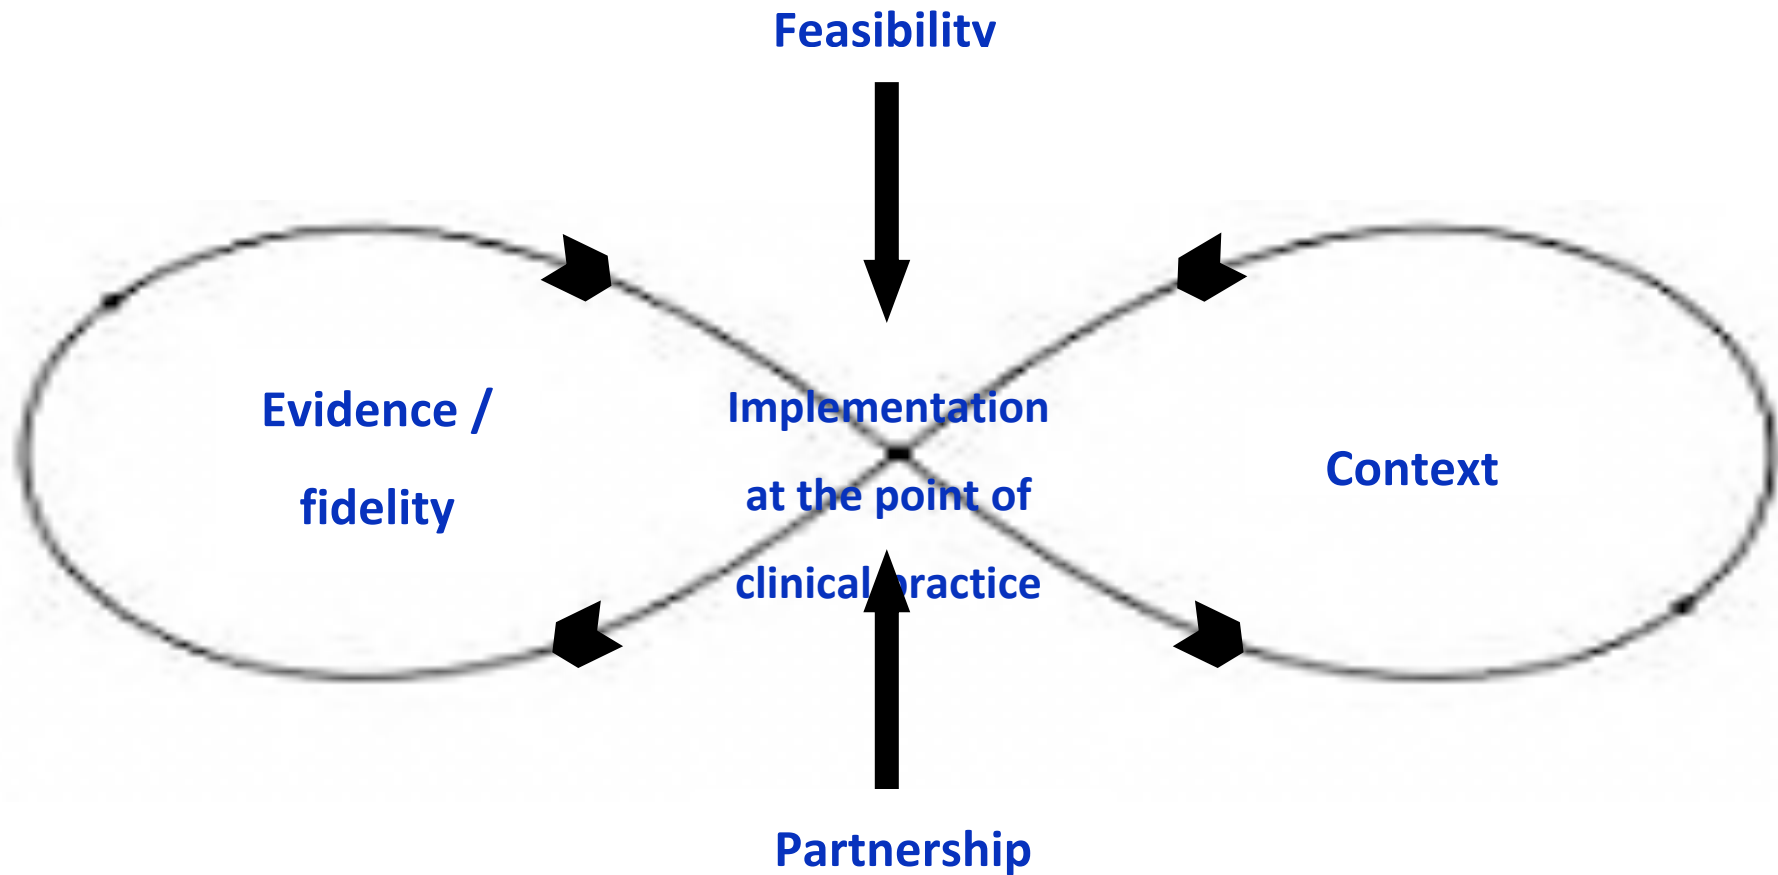 Feasibility
Evidence /
fidelity
Implementation
at the point of
clinical practice
Context
Partnership